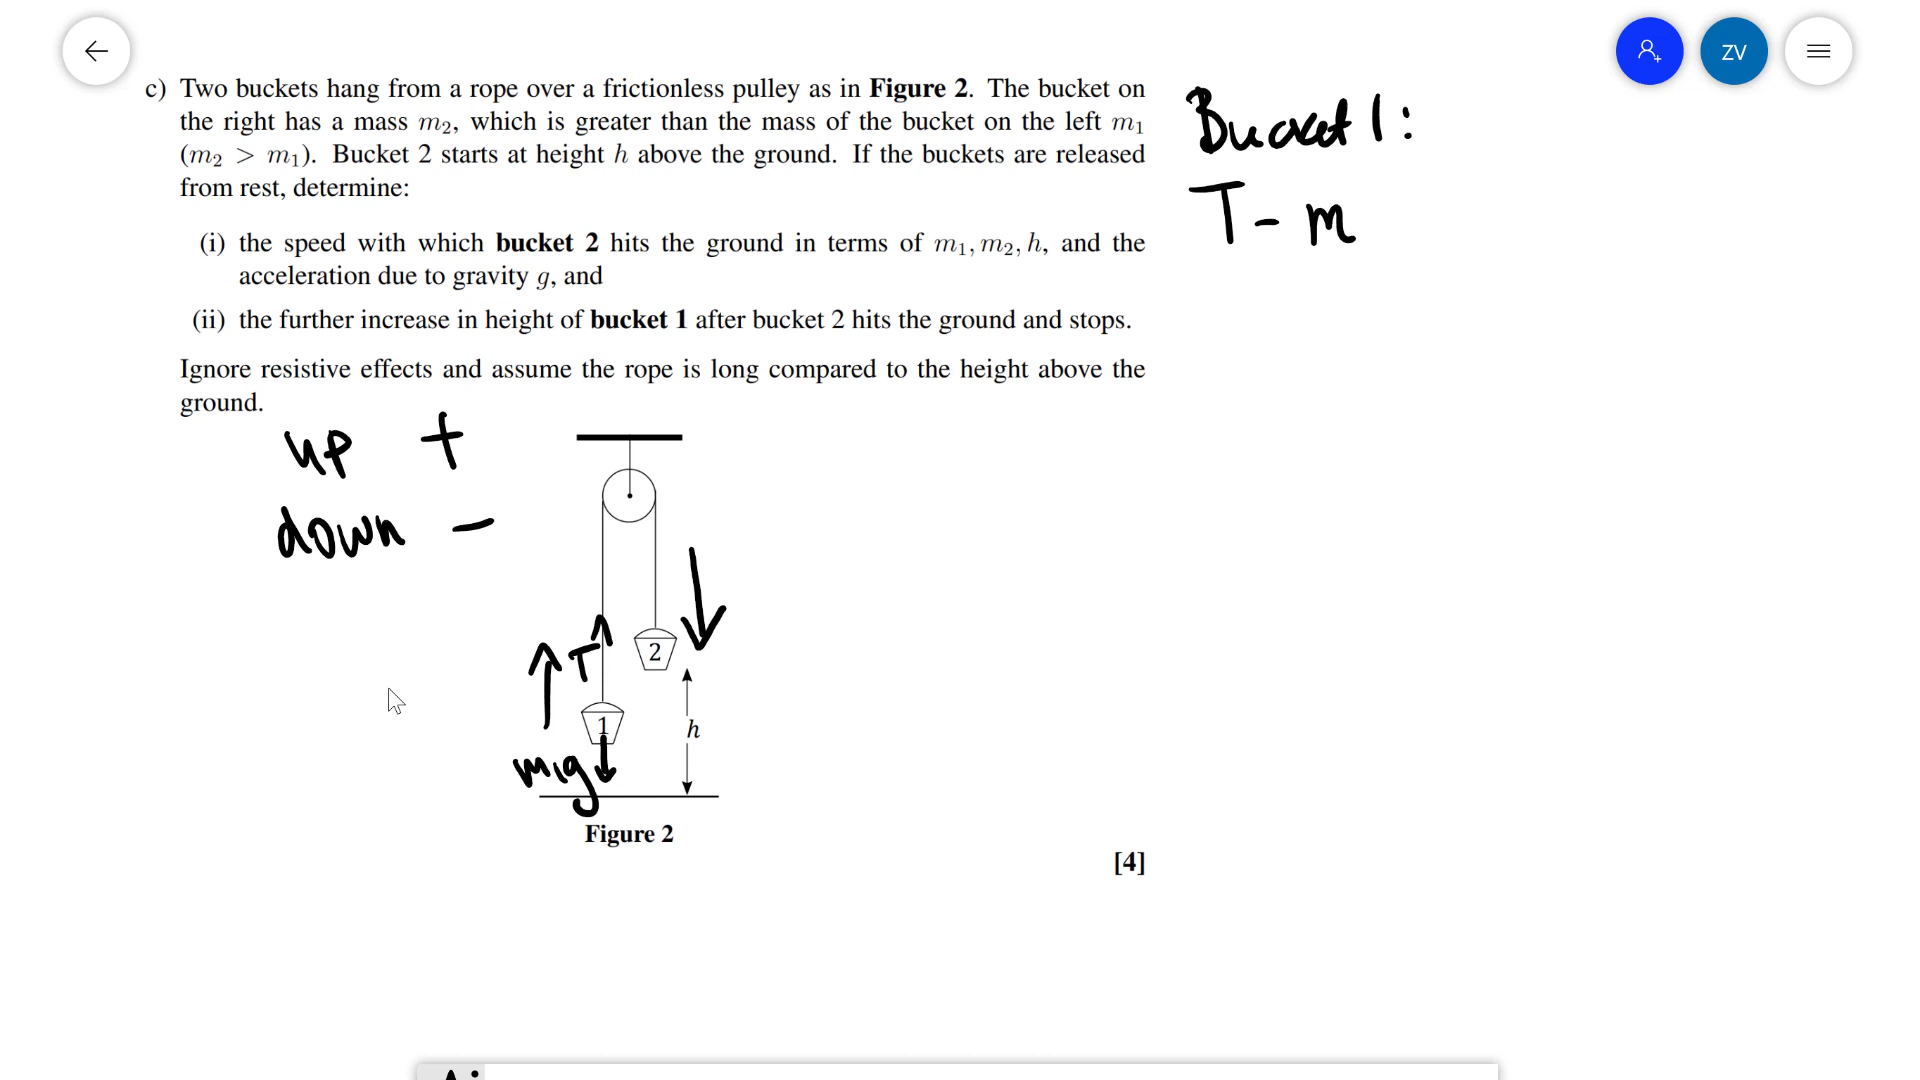 ZV
c) Two buckets hang from a rope over a frictionless pulley as in Figure 2. The bucket on
the right has a mass m₂, which is greater than the mass of the bucket on the left m₁
(m₂ > m₁). Bucket 2 starts at height h above the ground. If the buckets are released
from rest, determine:
(i) the speed with which bucket 2 hits the ground in terms of m₁, m₂, h, and the
acceleration due to gravity g, and
(ii) the further increase in height of bucket 1 after bucket 2 hits the ground and stops.
Ignore resistive effects and assume the rope is long compared to the height above the
ground.
Bucket 1:
T - m
up +
down -
T
2
1
h
m₁g
Figure 2
[4]